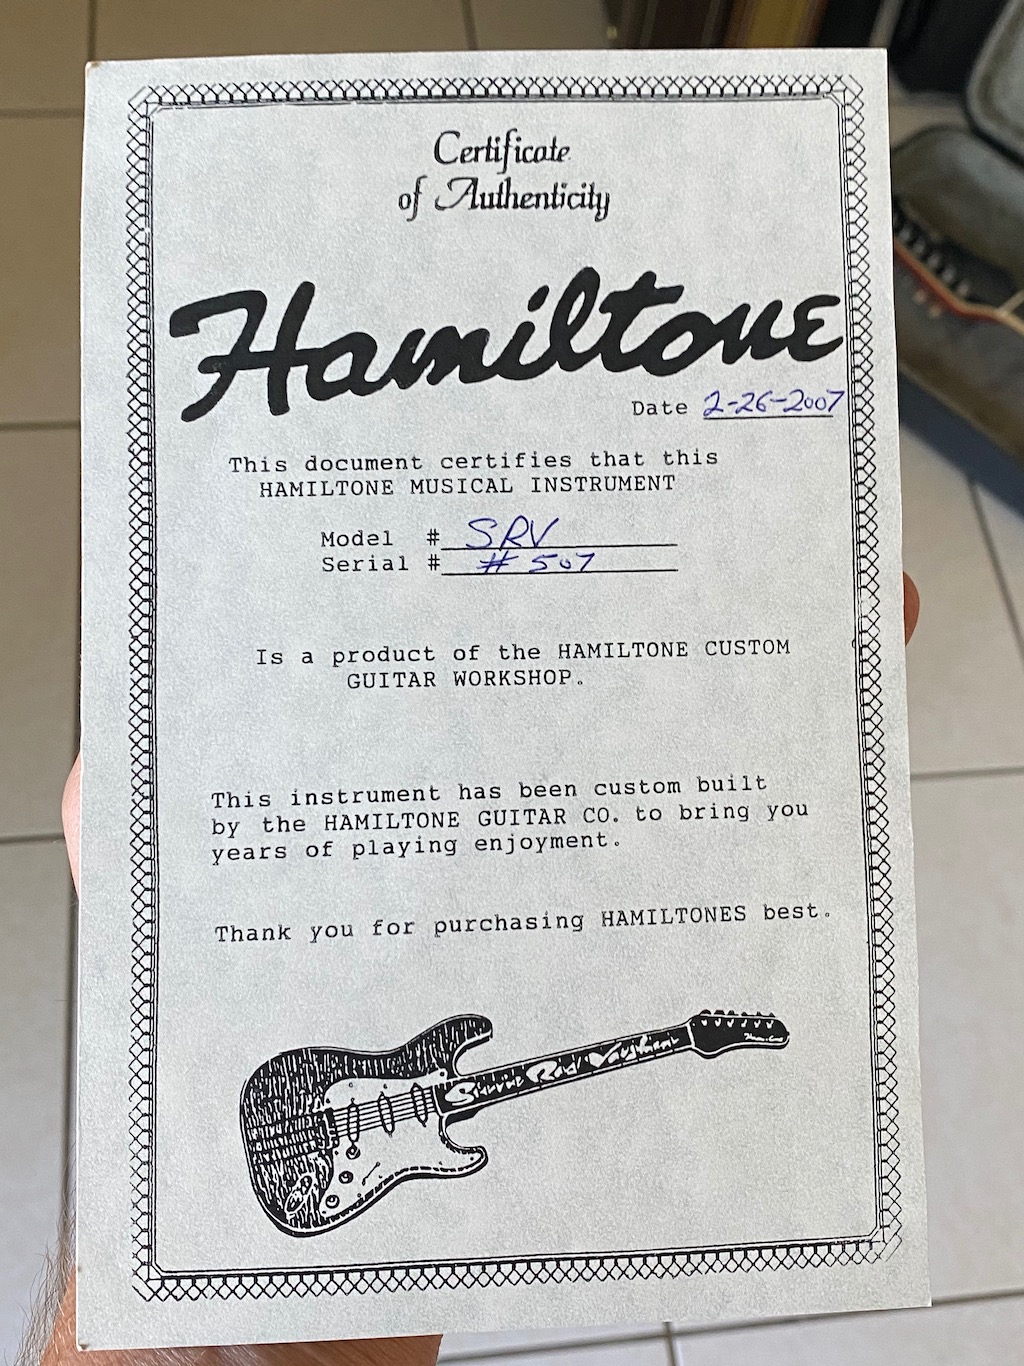 Certificate
of Authenticity
Hamiltone
Date 2-26-2007
This document certifies that this
HAMILTONE MUSICAL INSTRUMENT
Model # SRV
Serial # #507
Is a product of the HAMILTONE CUSTOM
GUITAR WORKSHOP.
This instrument has been custom built
by the HAMILTONE GUITAR CO. to bring you
years of playing enjoyment.
Thank you for purchasing HAMILTONES best.
Stevie Ray Vaughan